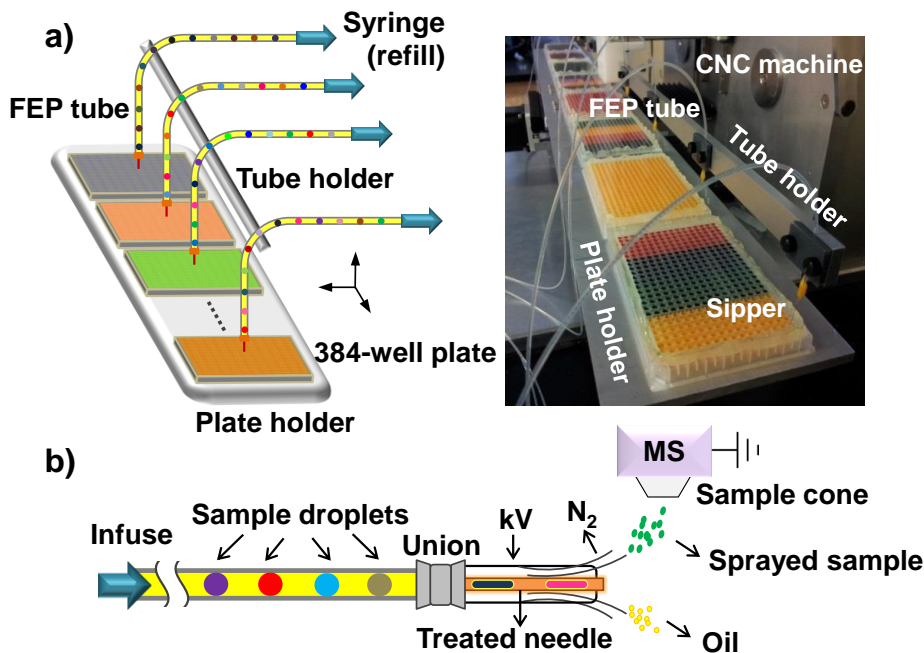 a)
Syringe
(refill)
FEP tube
Tube holder
384-well plate
Plate holder
CNC machine
FEP tube
Tube holder
Plate holder
Sipper
b)
MS
Sample cone
Sample droplets
kV
N2
Infuse
Union
Sprayed sample
Treated needle
Oil